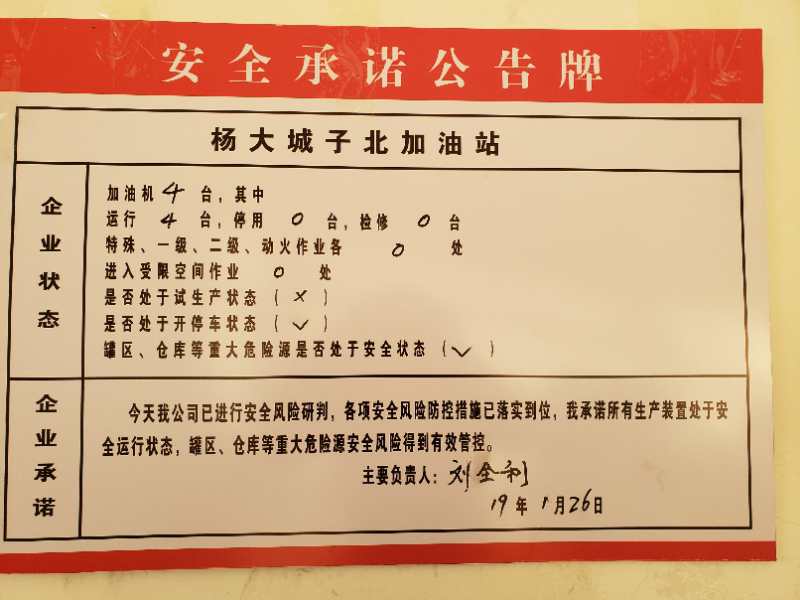 安全承诺公告牌
杨大城子北加油站
企业状态
加油机 4 台，其中
运行 4 台，停用 0 台，检修 0 台
特殊、一级、二级、动火作业各 0 处
进入受限空间作业 0 处
是否处于试生产状态（×）
是否处于开停车状态（✓）
罐区、仓库等重大危险源是否处于安全状态（✓）
企业承诺
今天我公司已进行安全风险研判，各项安全风险防控措施已落实到位，我承诺所有生产装置处于安
全运行状态，罐区、仓库等重大危险源安全风险得到有效管控。
主要负责人：刘全利
19年1月26日